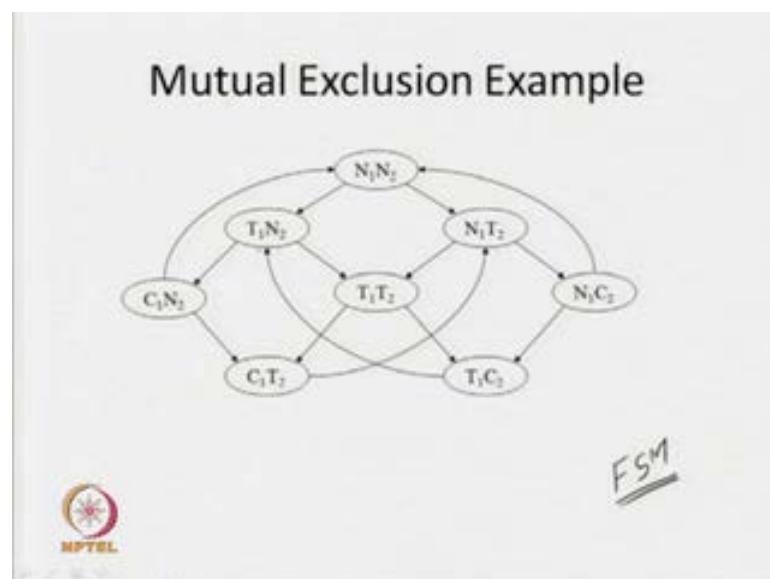 Mutual Exclusion Example
N₁N₂
T₁N₂ N₁T₂
C₁N₂ T₁T₂ N₁C₂
C₁T₂ T₁C₂
FSM
NPTEL